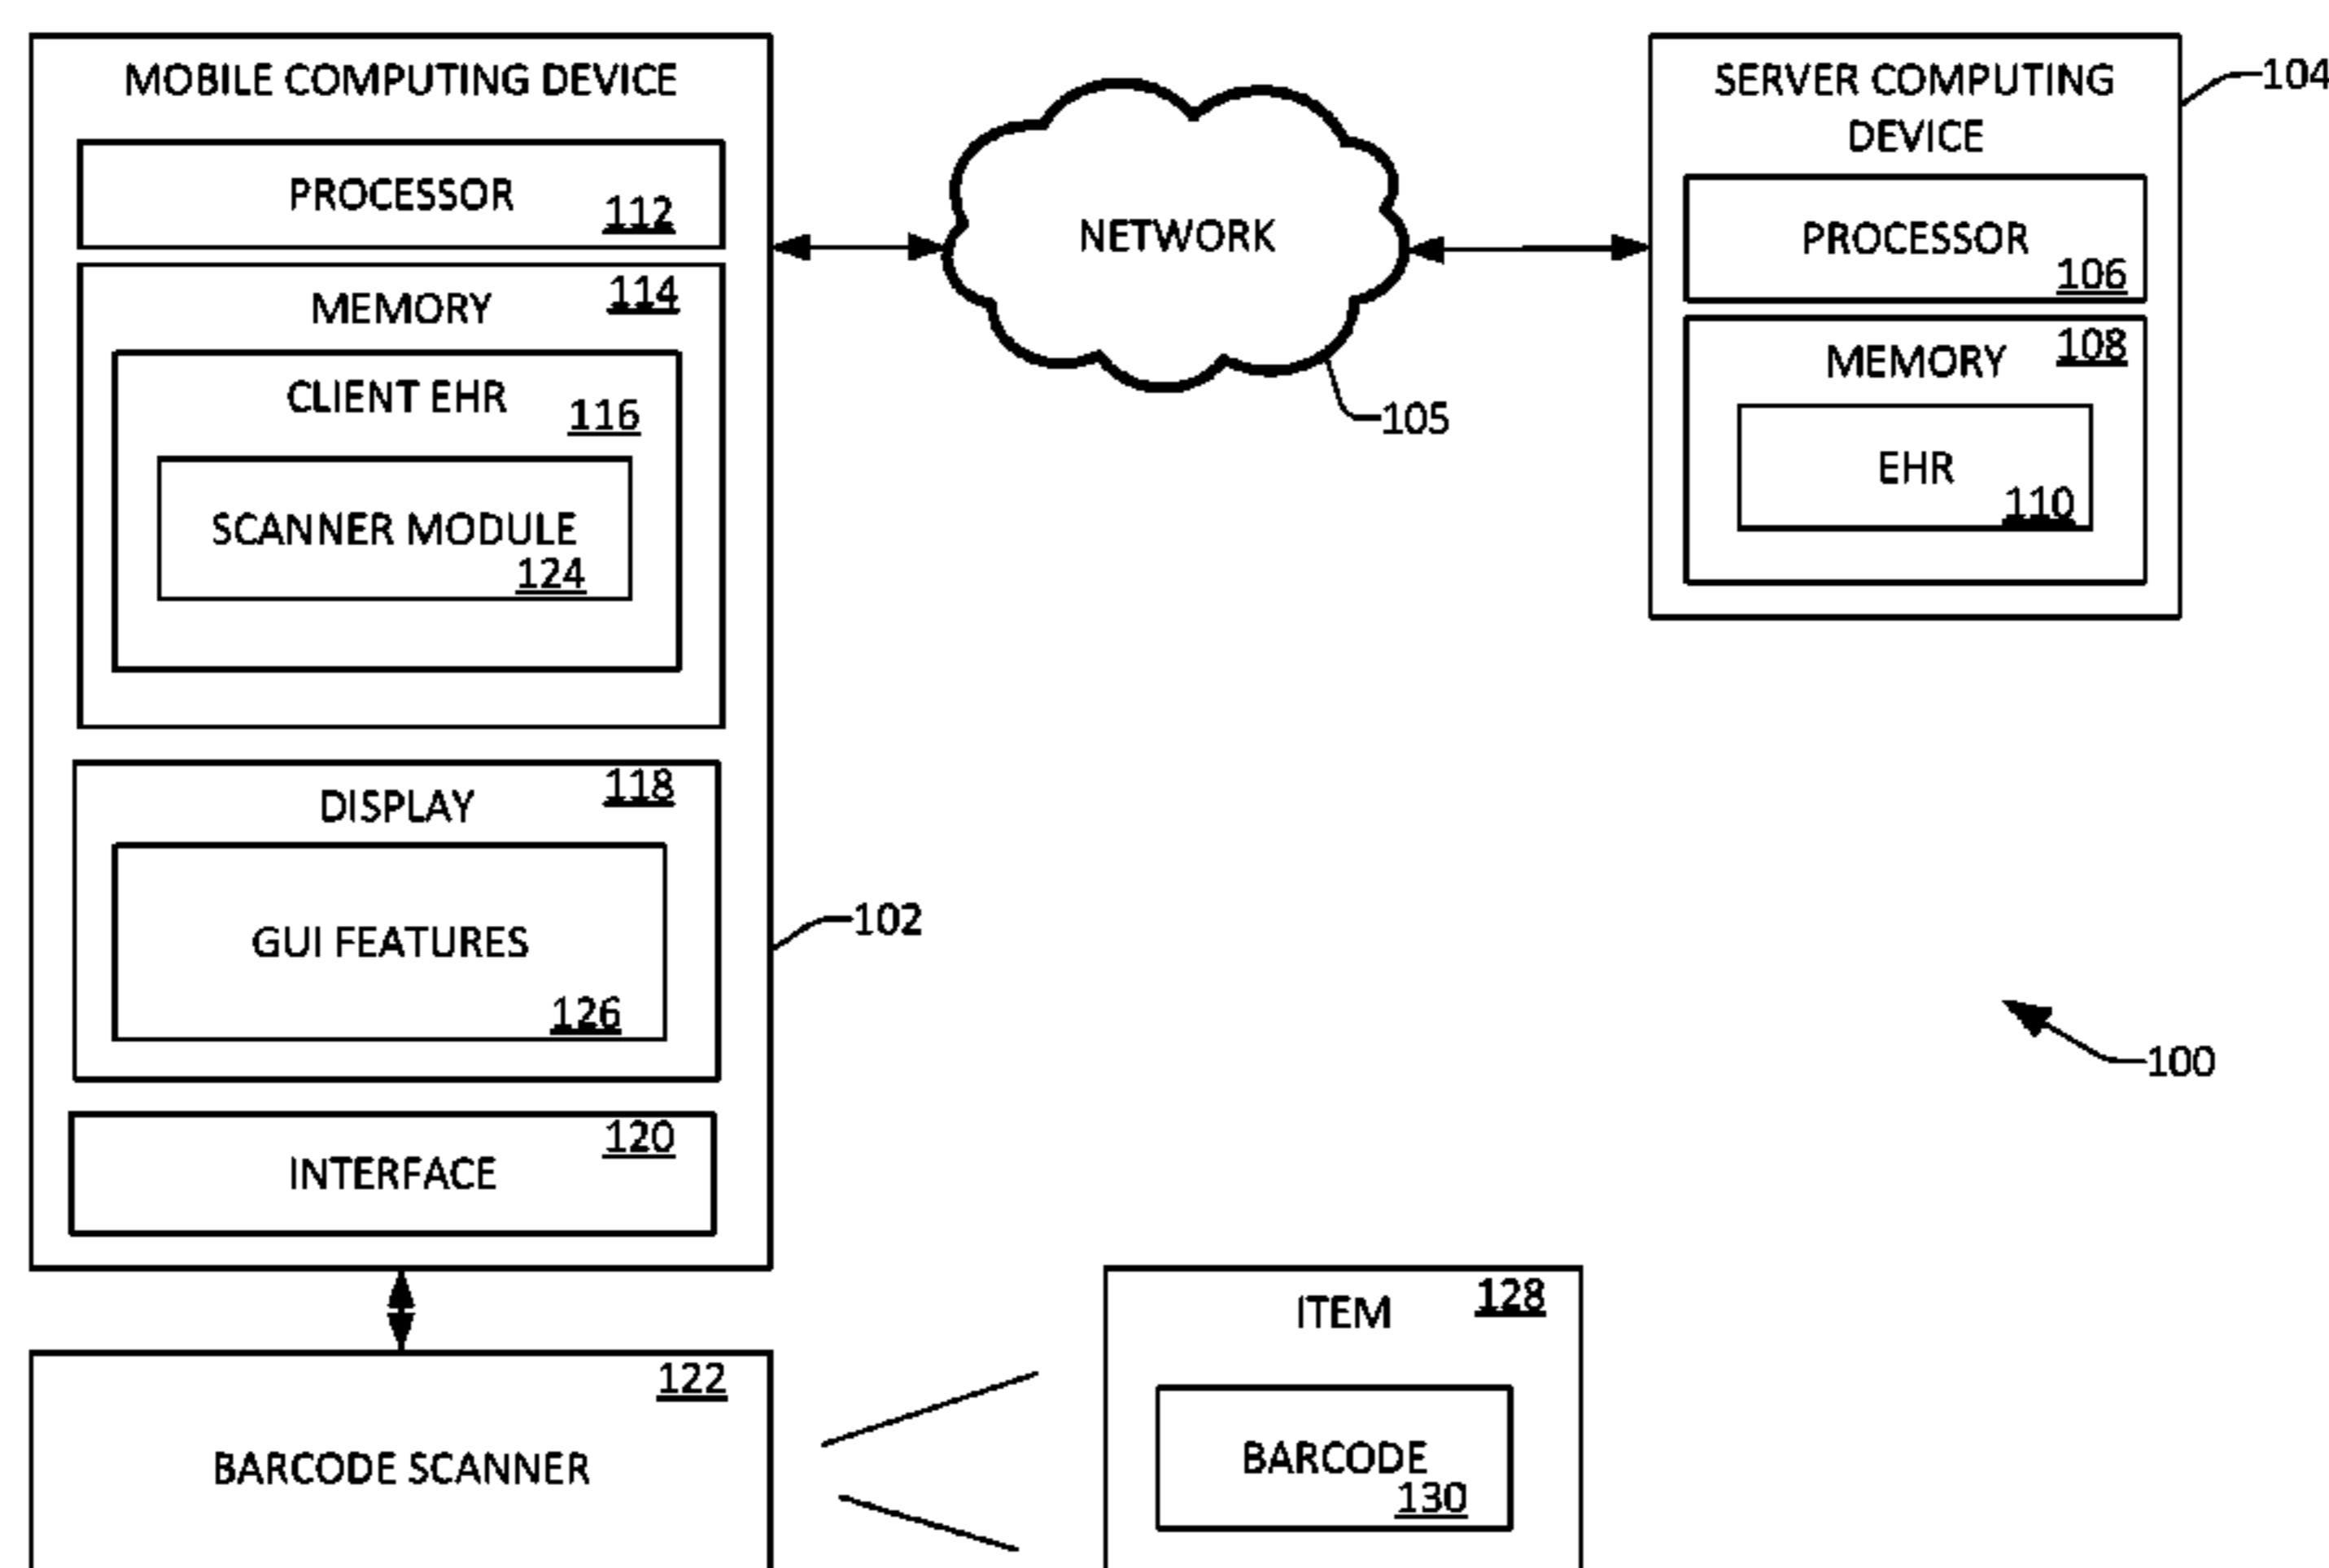 MOBILE COMPUTING DEVICE
PROCESSOR
112
MEMORY
114
CLIENT EHR
116
SCANNER MODULE
124
DISPLAY
118
GUI FEATURES
126
INTERFACE
120
102
NETWORK
105
SERVER COMPUTING
DEVICE
104
PROCESSOR
106
MEMORY
108
EHR
110
100
BARCODE SCANNER
122
ITEM
128
BARCODE
130